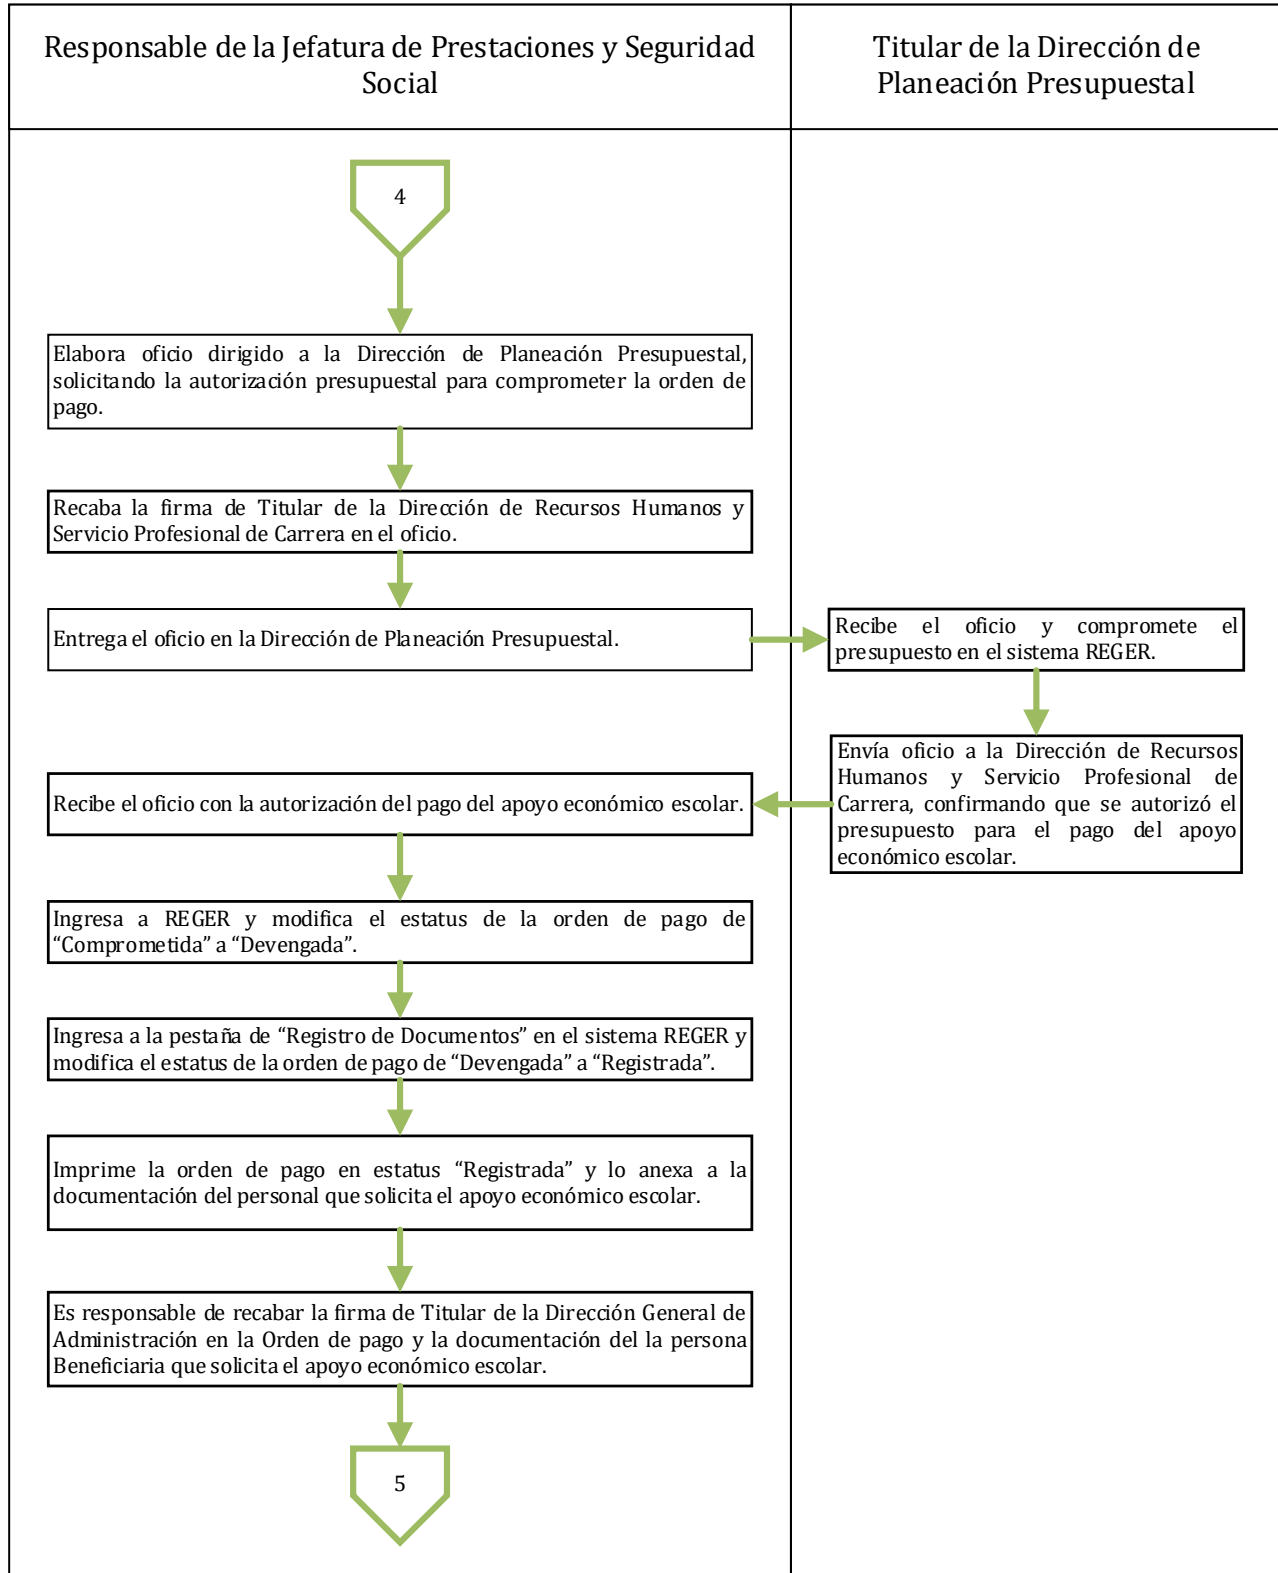 Responsable de la Jefatura de Prestaciones y Seguridad
Social
Titular de la Dirección de
Planeación Presupuestal
4
Elabora oficio dirigido a la Dirección de Planeación Presupuestal,
solicitando la autorización presupuestal para comprometer la orden de
pago.
Recaba la firma de Titular de la Dirección de Recursos Humanos y
Servicio Profesional de Carrera en el oficio.
Entrega el oficio en la Dirección de Planeación Presupuestal.
Recibe el oficio y compromete el
presupuesto en el sistema REGER.
Envía oficio a la Dirección de Recursos
Humanos y Servicio Profesional de
Carrera, confirmando que se autorizó el
presupuesto para el pago del apoyo
económico escolar.
Recibe el oficio con la autorización del pago del apoyo económico escolar.
Ingresa a REGER y modifica el estatus de la orden de pago de
“Comprometida” a “Devengada”.
Ingresa a la pestaña de “Registro de Documentos” en el sistema REGER y
modifica el estatus de la orden de pago de “Devengada” a “Registrada”.
Imprime la orden de pago en estatus “Registrada” y lo anexa a la
documentación del personal que solicita el apoyo económico escolar.
Es responsable de recabar la firma de Titular de la Dirección General de
Administración en la Orden de pago y la documentación del la persona
Beneficiaria que solicita el apoyo económico escolar.
5